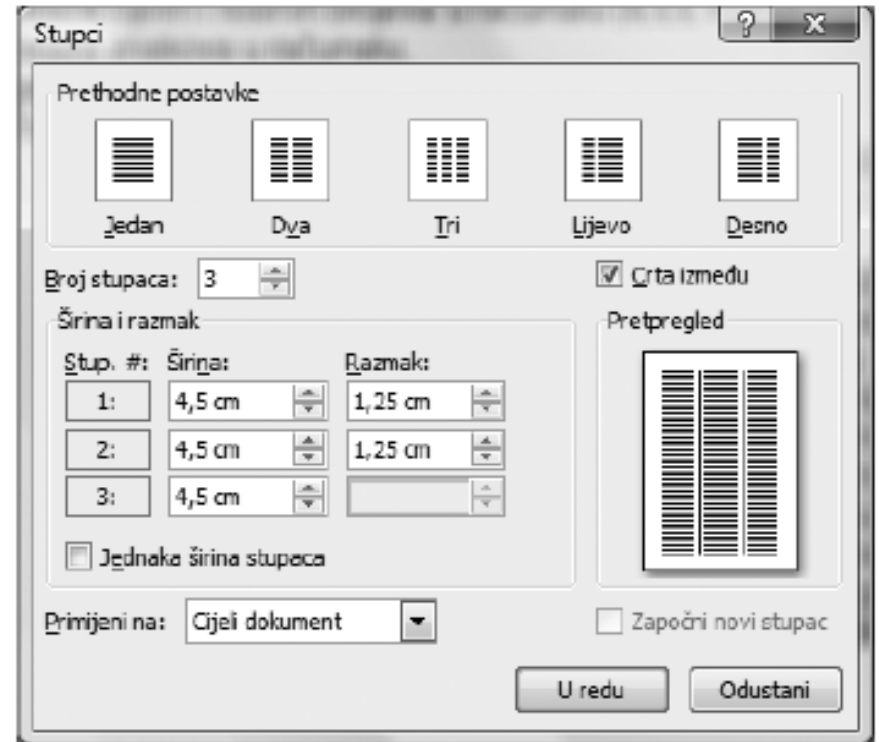 Stupci
Prethodne postavke
Jedan Dva Tri Lijevo Desno
Broj stupaca: 3
Crta između
Širina i razmak
Stup. #: Širina: Razmak:
1: 4,5 cm 1,25 cm
2: 4,5 cm 1,25 cm
3: 4,5 cm
Jednaka širina stupaca
Pretpregled
Primijeni na: Cijeli dokument
Započni novi stupac
U redu Odustani